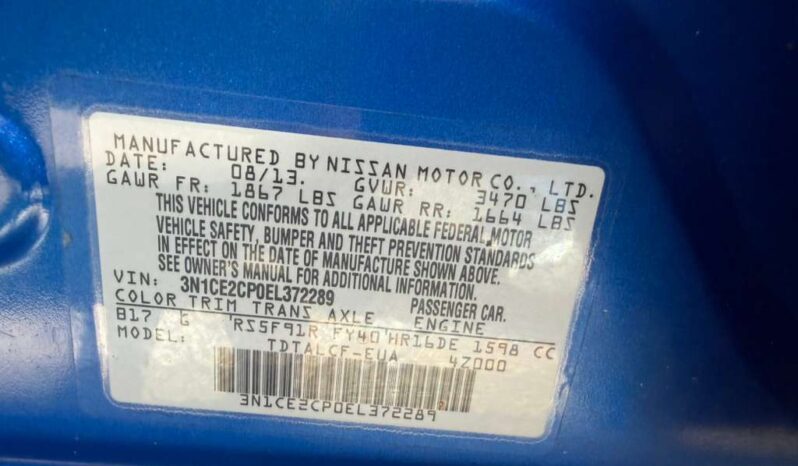 MANUFACTURED BY NISSAN MOTOR CO., LTD.
DATE: 08/13. GVWR: 3470 LBS
GAWR FR: 1867 LBS GAWR RR: 1664 LBS
THIS VEHICLE CONFORMS TO ALL APPLICABLE FEDERAL MOTOR
VEHICLE SAFETY, BUMPER AND THEFT PREVENTION STANDARDS
IN EFFECT ON THE DATE OF MANUFACTURE SHOWN ABOVE.
SEE OWNER'S MANUAL FOR ADDITIONAL INFORMATION.
VIN: 3N1CE2CP0EL372289 PASSENGER CAR.
COLOR TRIM TRANS AXLE ENGINE
B17 G RS5F91R FY40 HR16DE 1598 CC
MODEL: TDTALCF-EUA 4Z000
3N1CE2CP0EL372289